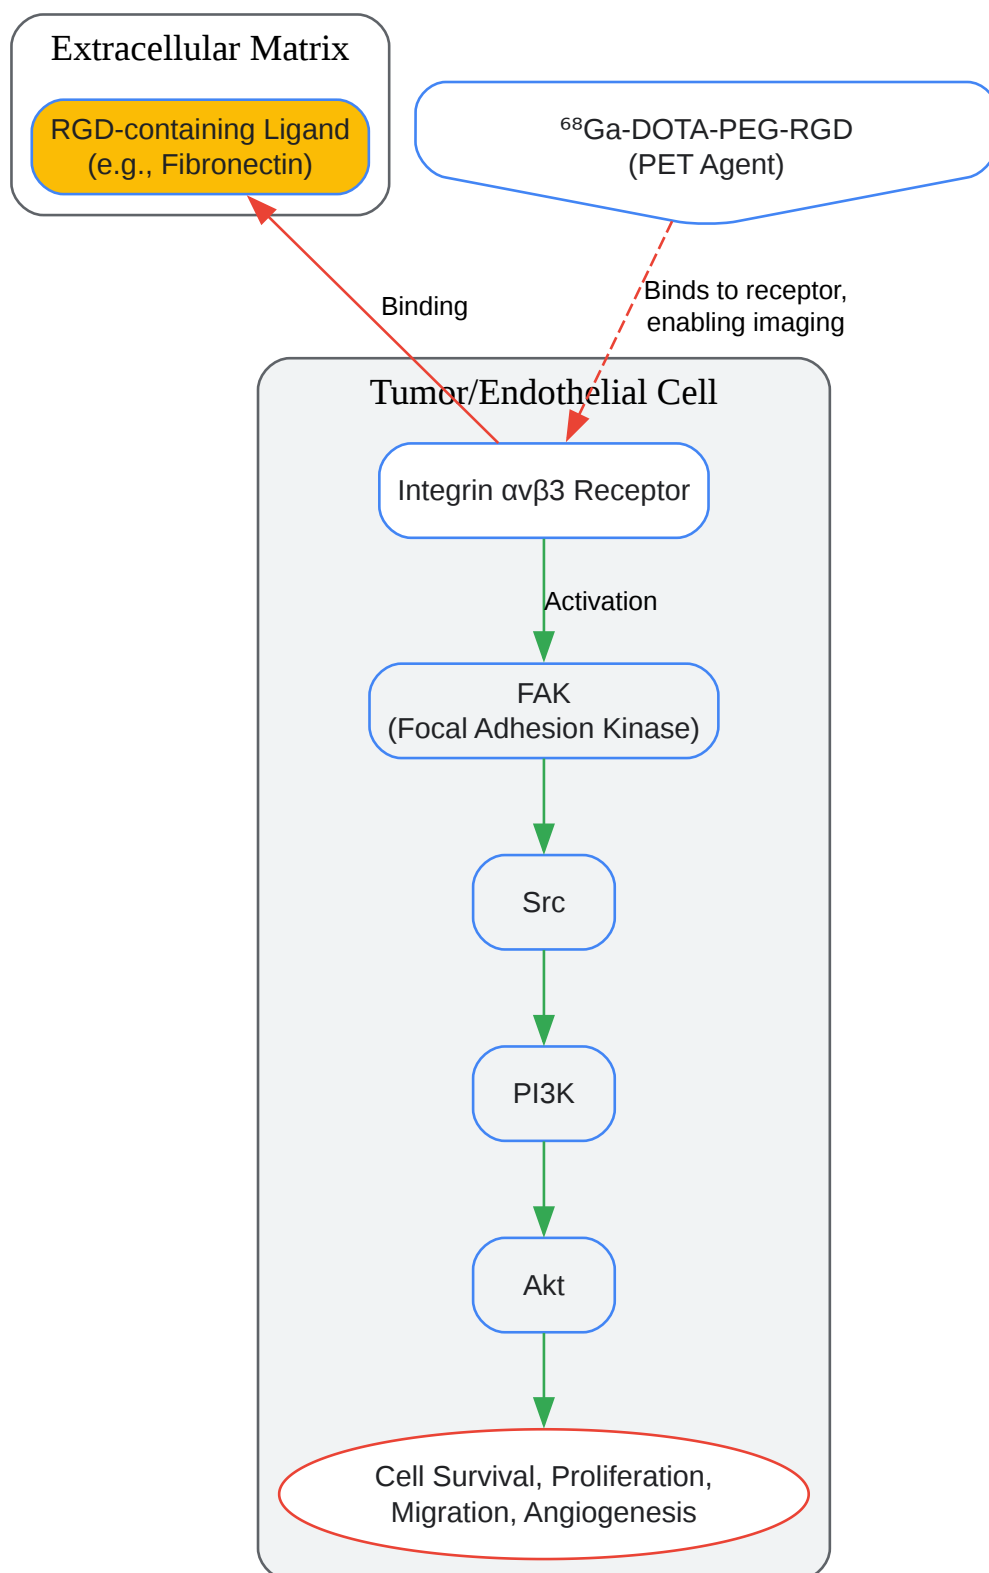 Extracellular Matrix
RGD-containing Ligand
(e.g., Fibronectin)
⁶⁸Ga-DOTA-PEG-RGD
(PET Agent)
Binding
Binds to receptor,
enabling imaging
Tumor/Endothelial Cell
Integrin αvβ3 Receptor
Activation
FAK
(Focal Adhesion Kinase)
Src
PI3K
Akt
Cell Survival, Proliferation,
Migration, Angiogenesis